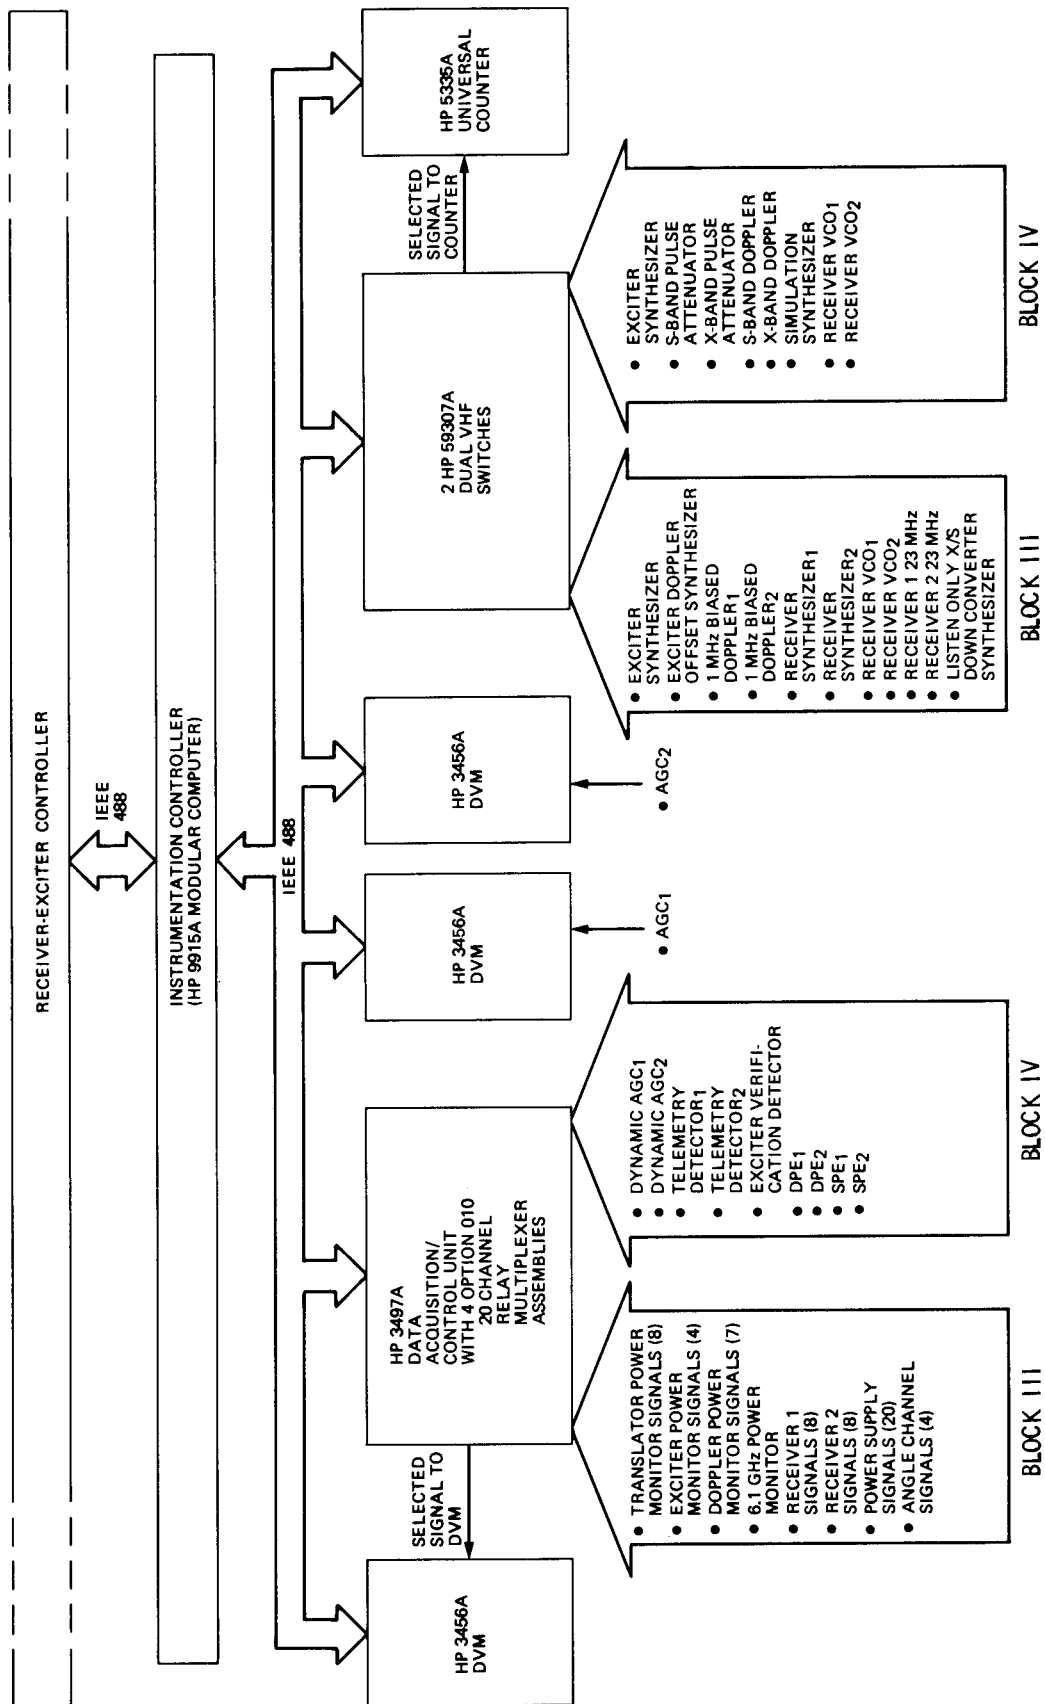 RECEIVER-EXCITER CONTROLLER
IEEE
488
INSTRUMENTATION CONTROLLER
(HP 9915A MODULAR COMPUTER)
IEEE 488
HP 3456A
DVM
SELECTED
SIGNAL TO
DVM
HP 3497A
DATA
ACQUISITION/
CONTROL UNIT
WITH 4 OPTION 010
20 CHANNEL
RELAY
MULTIPLEXER
ASSEMBLIES
HP 3456A
DVM
HP 3456A
DVM
2 HP 59307A
DUAL VHF
SWITCHES
SELECTED
SIGNAL TO
COUNTER
HP 5335A
UNIVERSAL
COUNTER
• TRANSLATOR POWER
MONITOR SIGNALS (8)
• EXCITER POWER
MONITOR SIGNALS (4)
• DOPPLER POWER
MONITOR SIGNALS (7)
• 6.1 GHz POWER
MONITOR
• RECEIVER 1
SIGNALS (8)
• RECEIVER 2
SIGNALS (8)
• POWER SUPPLY
SIGNALS (20)
• ANGLE CHANNEL
SIGNALS (4)
BLOCK III
• DYNAMIC AGC1
• DYNAMIC AGC2
• TELEMETRY
DETECTOR1
• TELEMETRY
DETECTOR2
• EXCITER VERIFI-
CATION DETECTOR
• DPE1
• DPE2
• SPE1
• SPE2
BLOCK IV
• AGC1
• AGC2
• EXCITER
SYNTHESIZER
• EXCITER DOPPLER
OFFSET SYNTHESIZER
• 1 MHz BIASED
DOPPLER1
• 1 MHz BIASED
DOPPLER2
• RECEIVER
SYNTHESIZER1
• RECEIVER
SYNTHESIZER2
• RECEIVER VCO1
• RECEIVER VCO2
• RECEIVER 1 23 MHz
• RECEIVER 2 23 MHz
• LISTEN ONLY X/S
DOWN CONVERTER
SYNTHESIZER
BLOCK III
• EXCITER
SYNTHESIZER
• S-BAND PULSE
ATTENUATOR
• X-BAND PULSE
ATTENUATOR
• S-BAND DOPPLER
• X-BAND DOPPLER
• SIMULATION
SYNTHESIZER
• RECEIVER VCO1
• RECEIVER VCO2
BLOCK IV